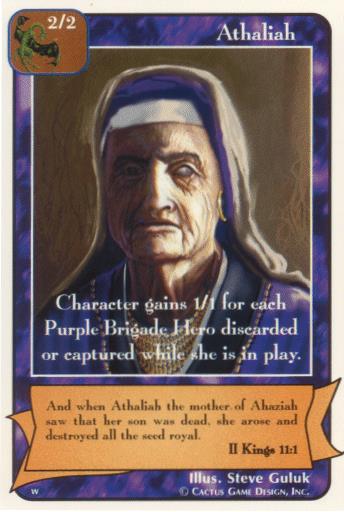 2/2
Athaliah
Character gains 1/1 for each
Purple Brigade Hero discarded
or captured while she is in play.
And when Athaliah the mother of Ahaziah
saw that her son was dead, she arose and
destroyed all the seed royal.
II Kings 11:1
Illus. Steve Guluk
W
© Cactus Game Design, Inc.